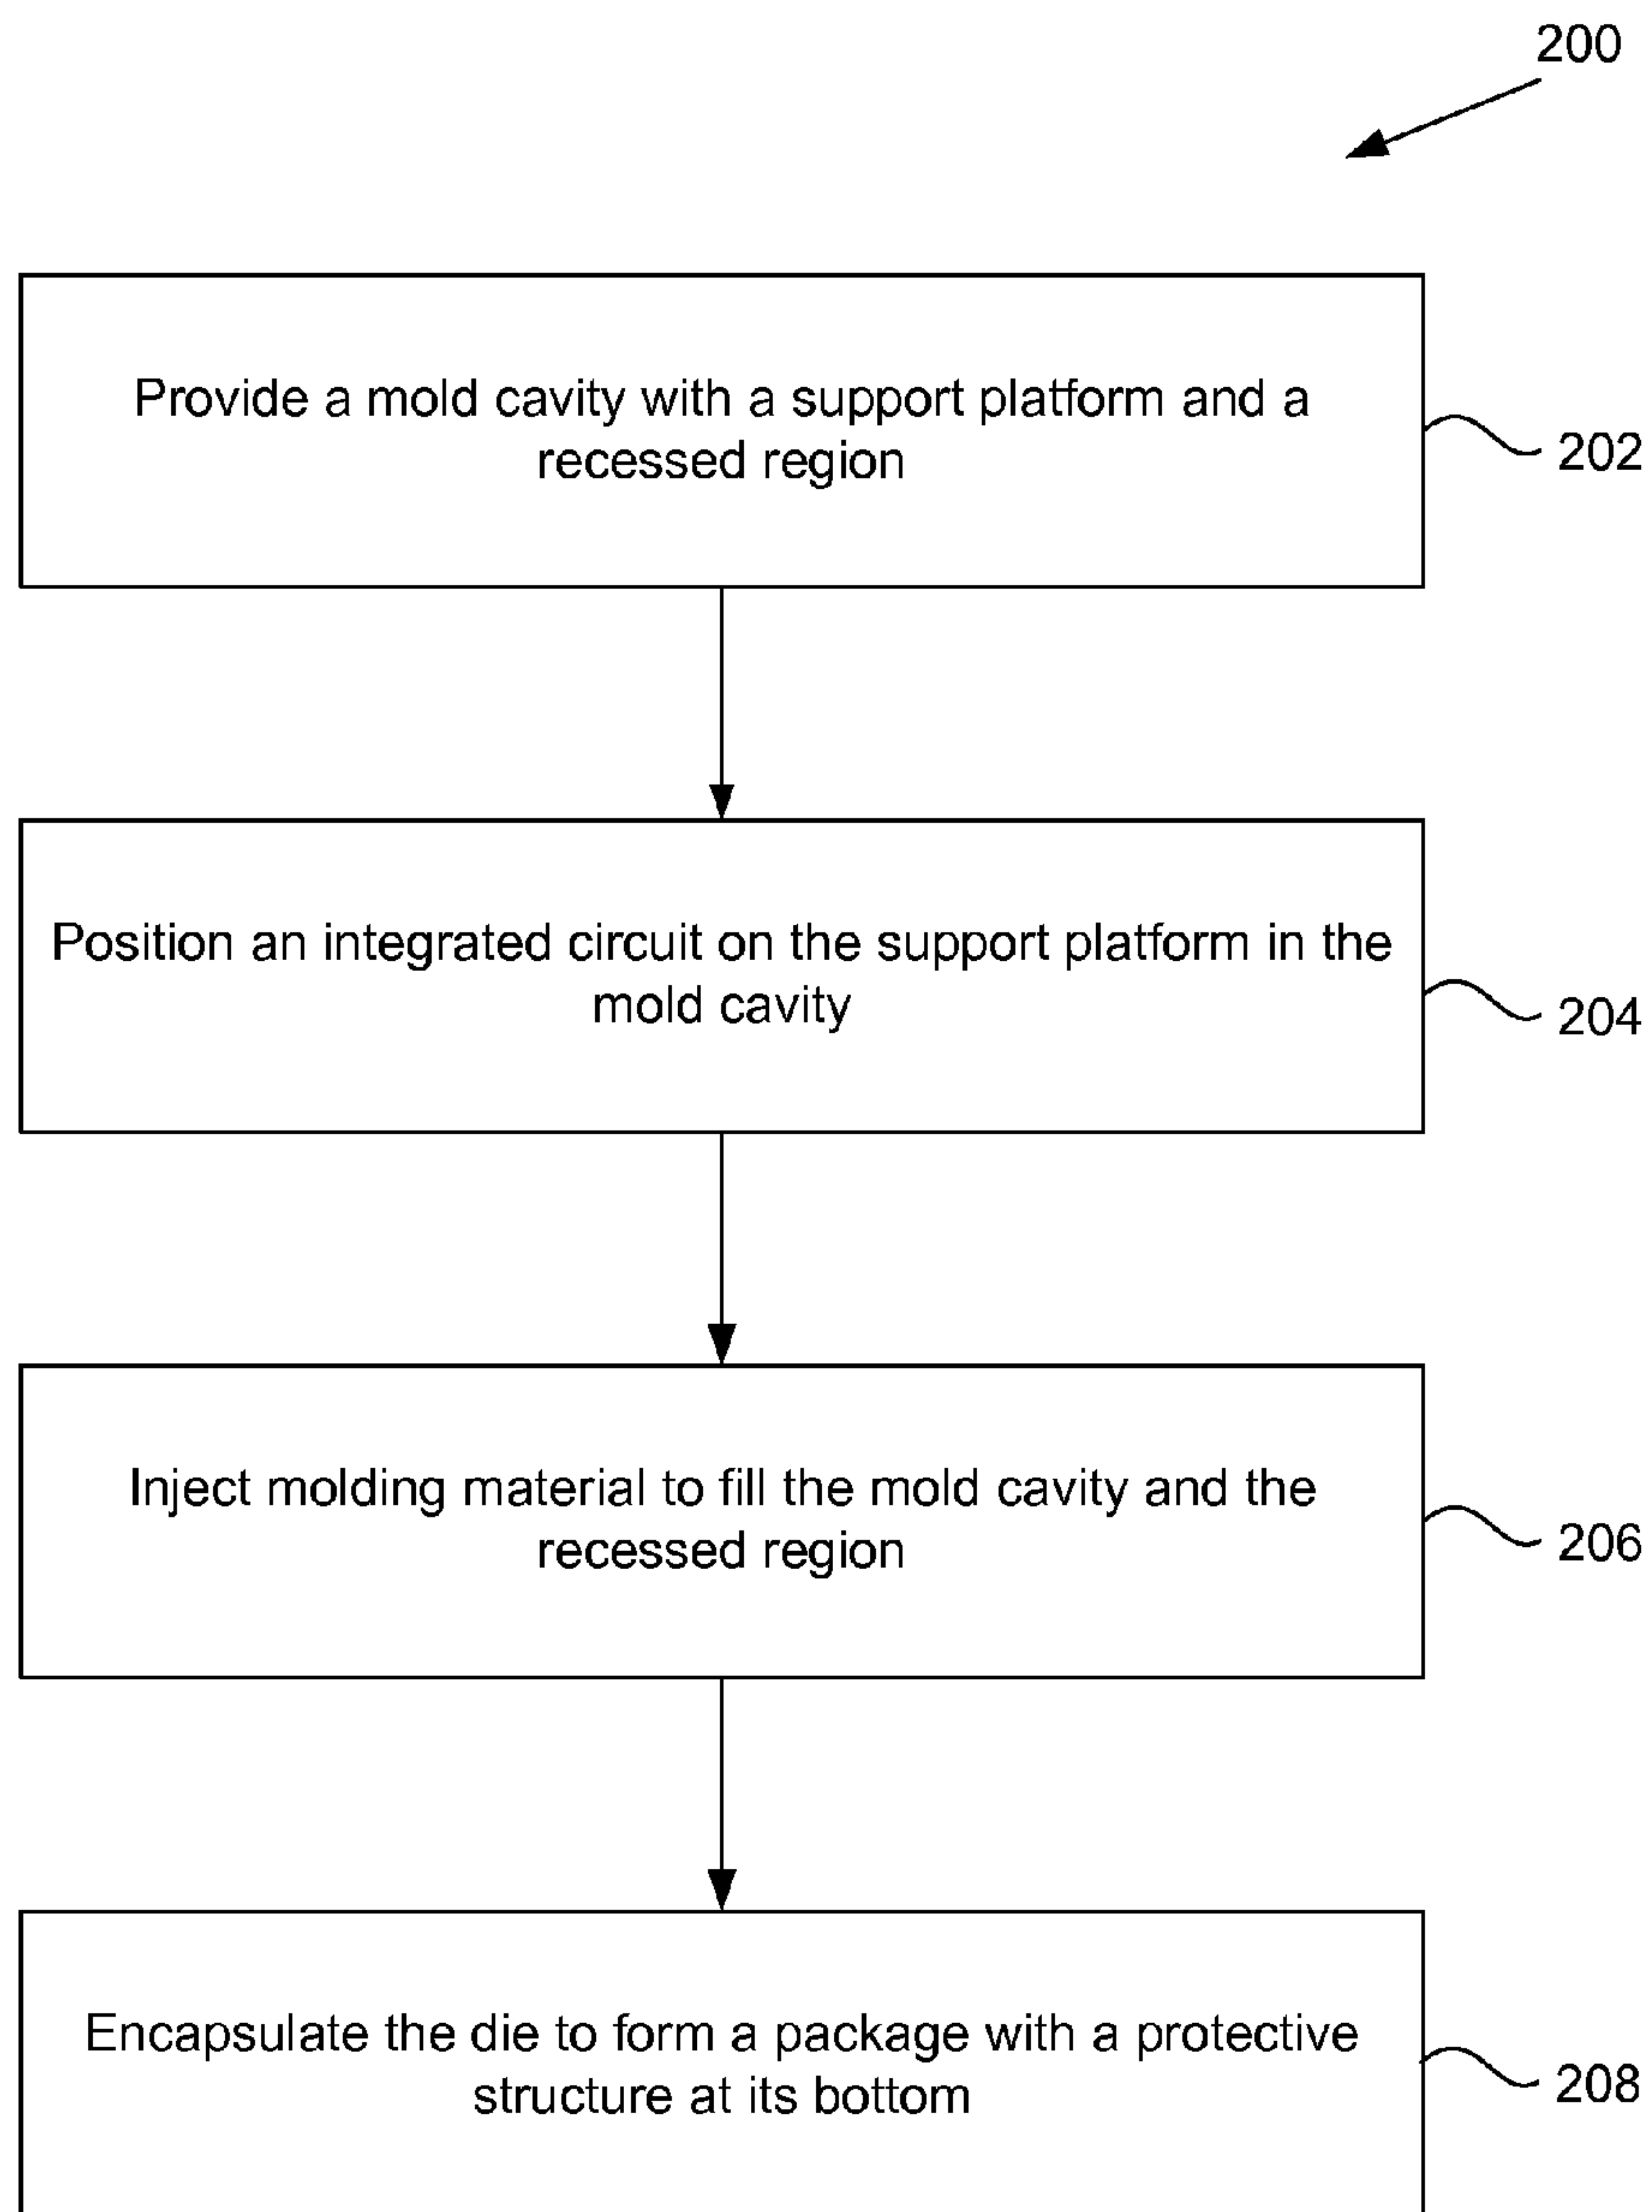 200
Provide a mold cavity with a support platform and a
recessed region
202
Position an integrated circuit on the support platform in the
mold cavity
204
Inject molding material to fill the mold cavity and the
recessed region
206
Encapsulate the die to form a package with a protective
structure at its bottom
208